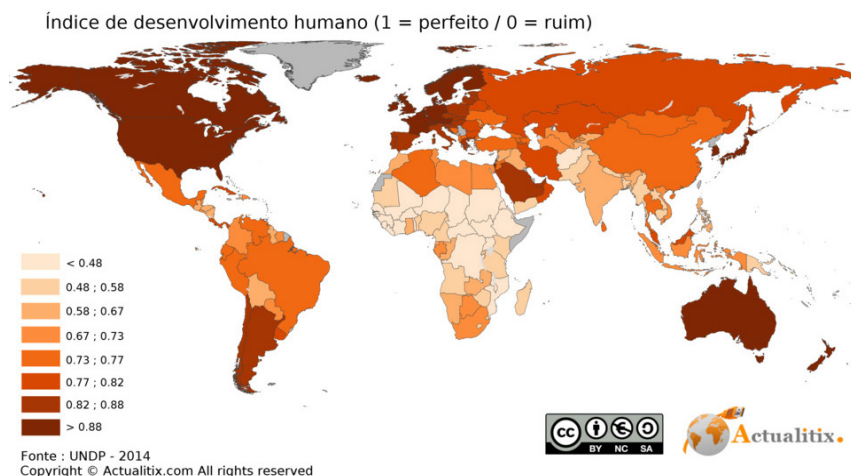 Índice de desenvolvimento humano (1 = perfeito / 0 = ruim)
< 0.48
0.48 ; 0.58
0.58 ; 0.67
0.67 ; 0.73
0.73 ; 0.77
0.77 ; 0.82
0.82 ; 0.88
> 0.88
Fonte : UNDP - 2014
Copyright © Actualitix.com All rights reserved
cc
BY NC SA
Actualitix.